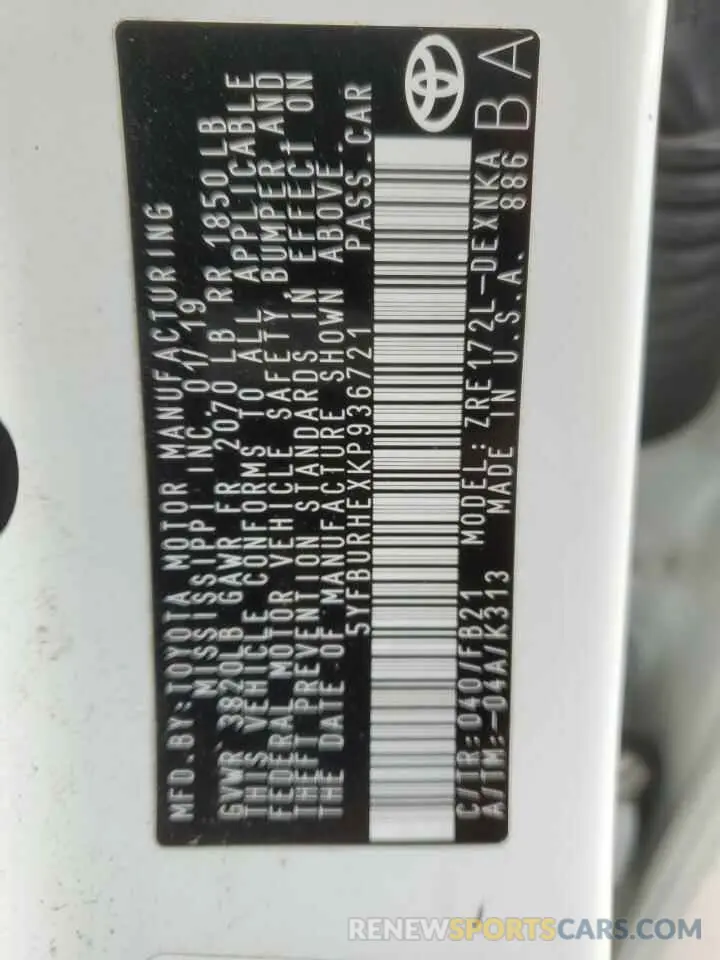 MFD.BY:TOYOTA MOTOR MANUFACTURING
MISSISSIPPI INC. 01/19
GVWR 3820LB GAWR FR 2070 LB RR 1850 LB
THIS VEHICLE CONFORMS TO ALL APPLICABLE
FEDERAL MOTOR VEHICLE SAFETY, BUMPER AND
THEFT PREVENTION STANDARDS IN EFFECT ON
THE DATE OF MANUFACTURE SHOWN ABOVE.
5YFBURHEXKP936721 PASS.CAR
C/TR:040/FB21 MODEL: ZRE172L-DEXNKA
A/TM:-04A/K313 MADE IN U.S.A. 886
BA
RENEWSPORTSCARS.COM